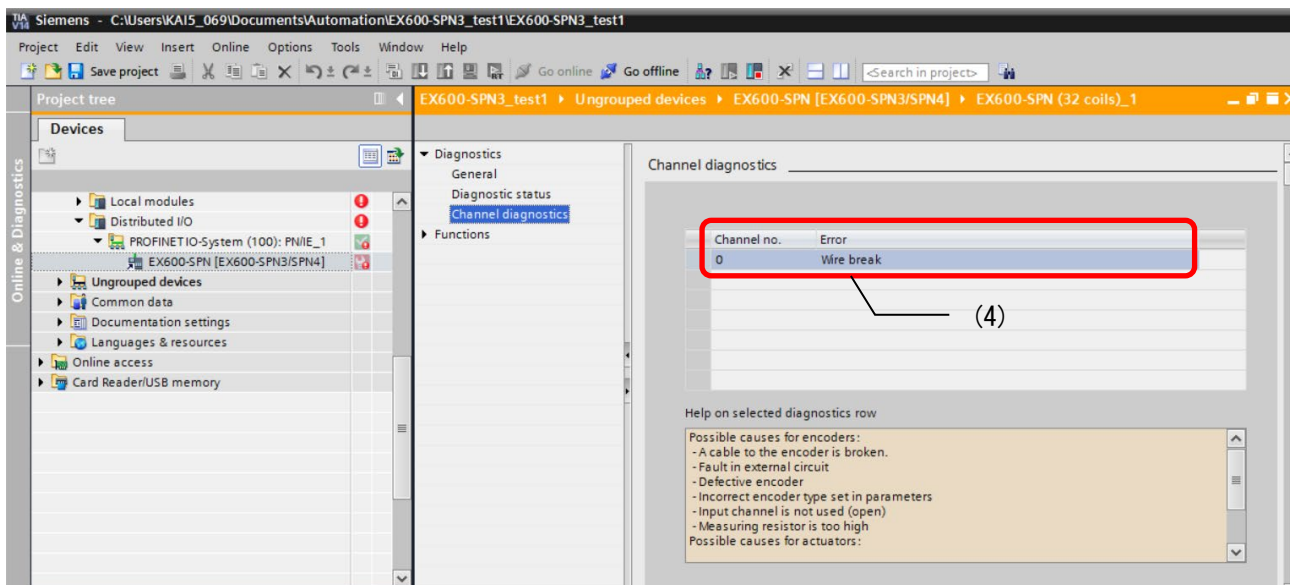 TIA V14 Siemens - C:\Users\KAI5_069\Documents\Automation\EX600-SPN3_test1\EX600-SPN3_test1
Project Edit View Insert Online Options Tools Window Help
Save project Go online Go offline <Search in project>
Project tree
EX600-SPN3_test1 Ungrouped devices EX600-SPN [EX600-SPN3/SPN4] EX600-SPN (32 coils)_1
Devices
Online & Diagnostics
Local modules
Distributed I/O
PROFINET IO-System (100): PN/IE_1
EX600-SPN [EX600-SPN3/SPN4]
Ungrouped devices
Common data
Documentation settings
Languages & resources
Online access
Card Reader/USB memory
Diagnostics
General
Diagnostic status
Channel diagnostics
Functions
Channel diagnostics
Channel no. Error
0 Wire break
(4)
Help on selected diagnostics row
Possible causes for encoders:
- A cable to the encoder is broken.
- Fault in external circuit
- Defective encoder
- Incorrect encoder type set in parameters
- Input channel is not used (open)
- Measuring resistor is too high
Possible causes for actuators: